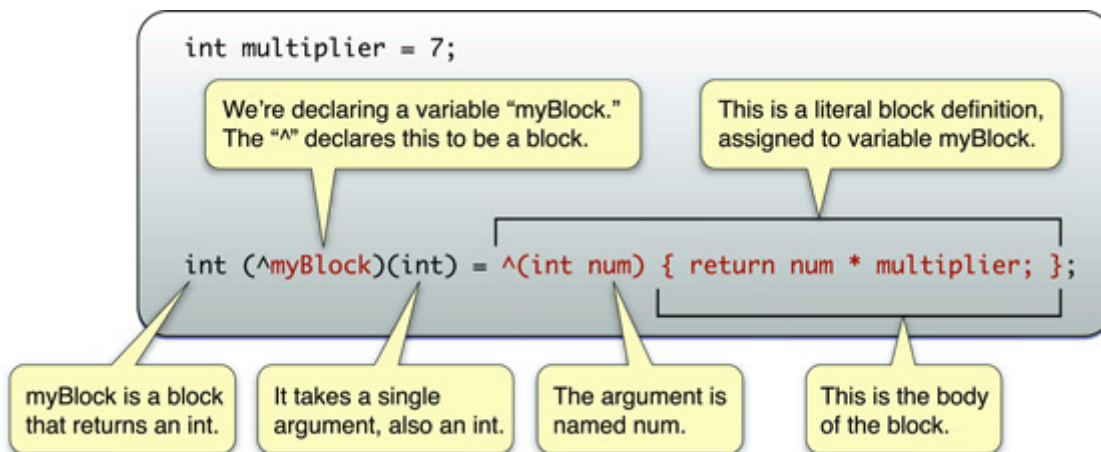 int multiplier = 7;
We're declaring a variable “myBlock.”
The “^” declares this to be a block.
This is a literal block definition,
assigned to variable myBlock.
int (^myBlock)(int) = ^(int num) { return num * multiplier; };
myBlock is a block
that returns an int.
It takes a single
argument, also an int.
The argument is
named num.
This is the body
of the block.